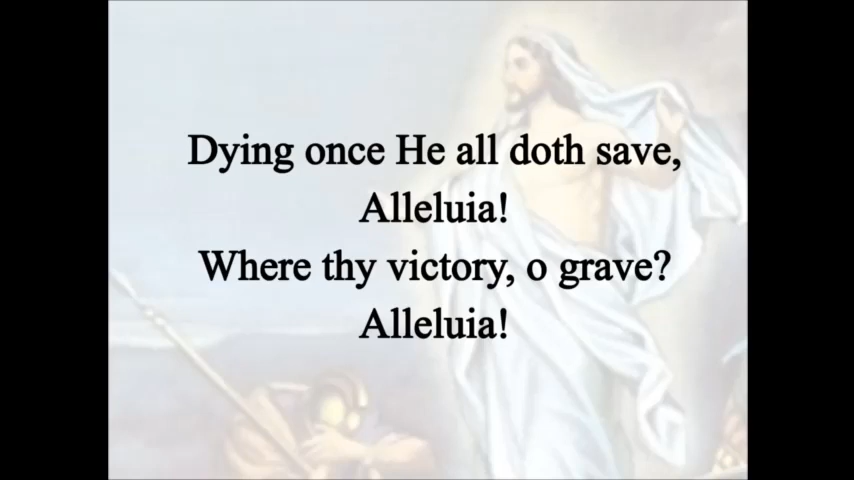 Dying once He all doth save,
Alleluia!
Where thy victory, o grave?
Alleluia!